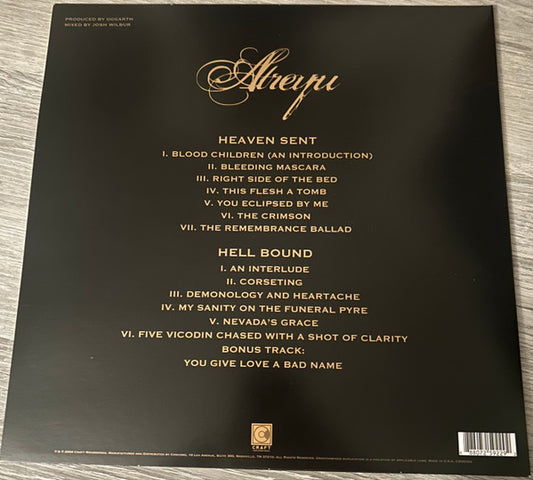 PRODUCED BY GGGARTH
MIXED BY JOSH WILBUR
Atreyu
HEAVEN SENT
I. BLOOD CHILDREN (AN INTRODUCTION)
II. BLEEDING MASCARA
III. RIGHT SIDE OF THE BED
IV. THIS FLESH A TOMB
V. YOU ECLIPSED BY ME
VI. THE CRIMSON
VII. THE REMEMBRANCE BALLAD
HELL BOUND
I. AN INTERLUDE
II. CORSETING
III. DEMONOLOGY AND HEARTACHE
IV. MY SANITY ON THE FUNERAL PYRE
V. NEVADA'S GRACE
VI. FIVE VICODIN CHASED WITH A SHOT OF CLARITY
BONUS TRACK:
YOU GIVE LOVE A BAD NAME
CRAFT
RECORDINGS